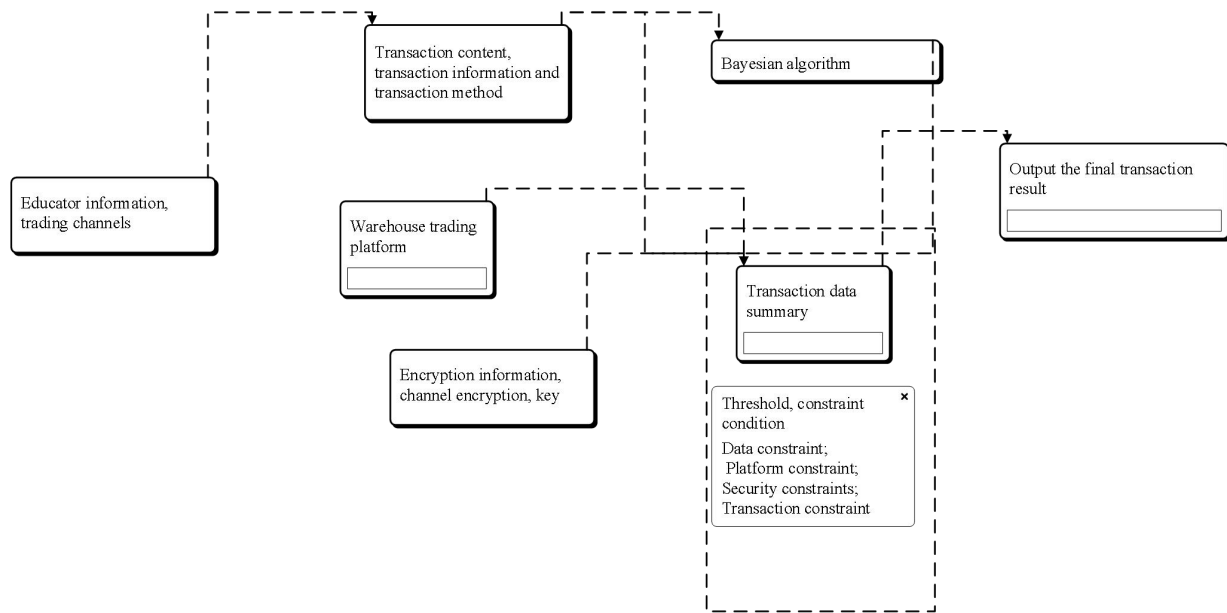 Transaction content,
transaction information and
transaction method
Bayesian algorithm
Output the final transaction
result
Educator information,
trading channels
Warehouse trading
platform
Transaction data
summary
Encryption information,
channel encryption, key
Threshold, constraint
condition
Data constraint;
Platform constraint;
Security constraints;
Transaction constraint